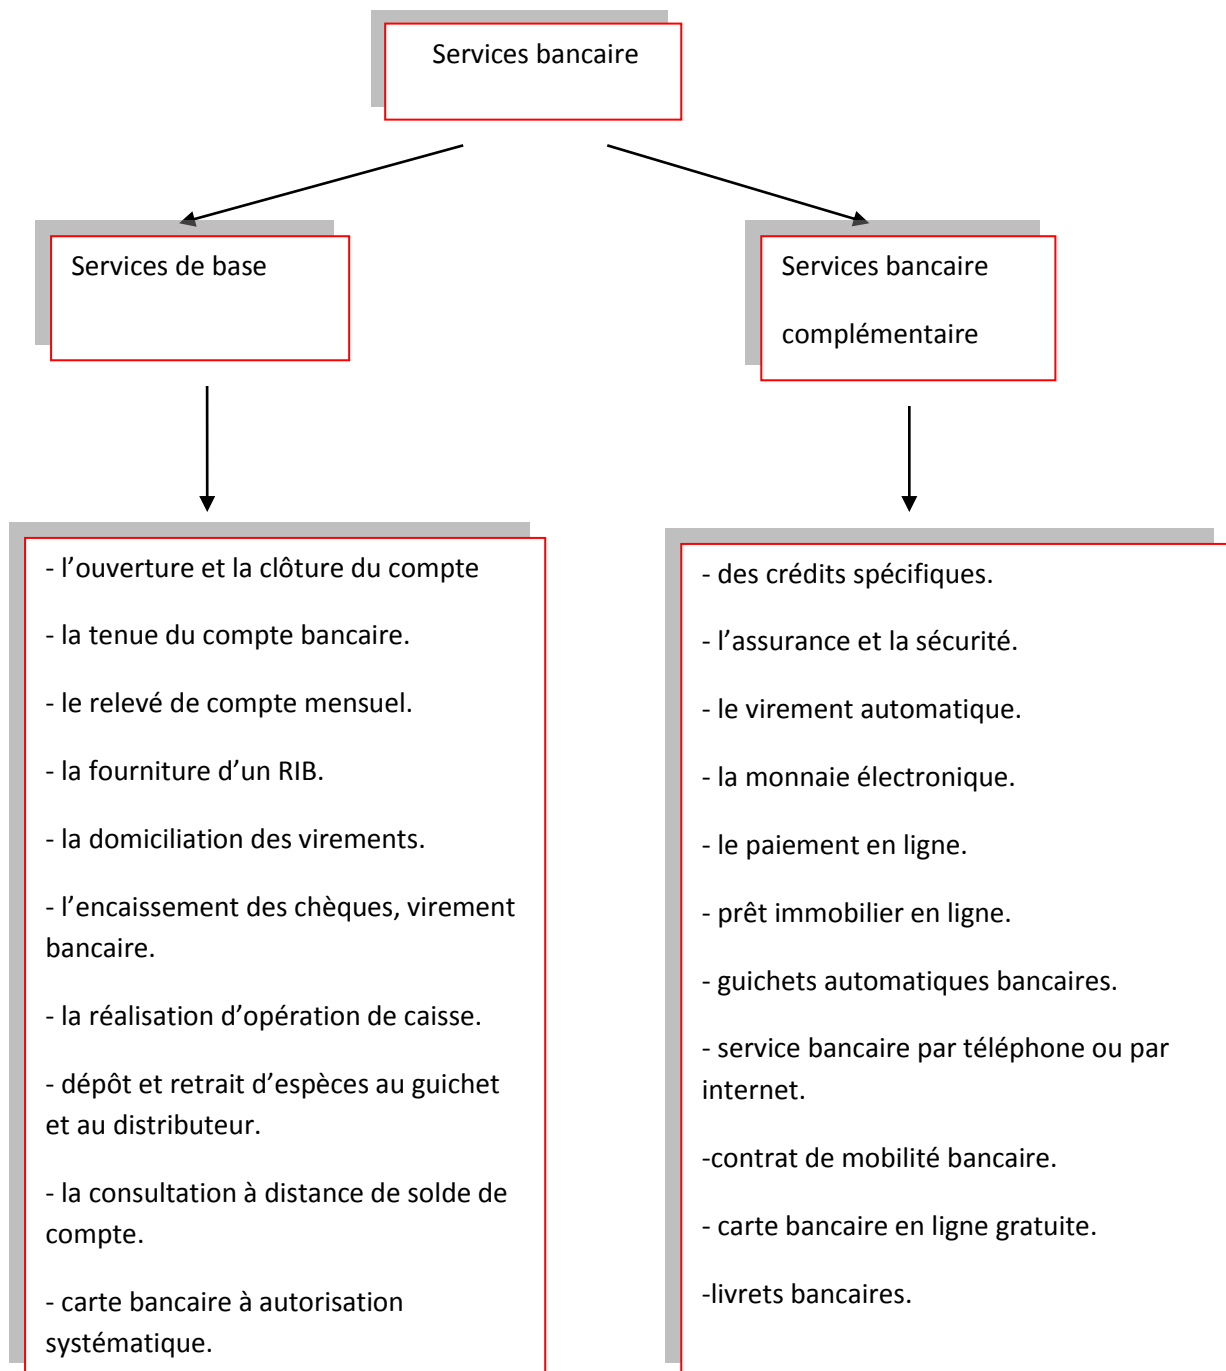 Services bancaire
Services de base
Services bancaire
complémentaire
- l’ouverture et la clôture du compte
- la tenue du compte bancaire.
- le relevé de compte mensuel.
- la fourniture d’un RIB.
- la domiciliation des virements.
- l’encaissement des chèques, virement
bancaire.
- la réalisation d’opération de caisse.
- dépôt et retrait d’espèces au guichet
et au distributeur.
- la consultation à distance de solde de
compte.
- carte bancaire à autorisation
systématique.
- des crédits spécifiques.
- l’assurance et la sécurité.
- le virement automatique.
- la monnaie électronique.
- le paiement en ligne.
- prêt immobilier en ligne.
- guichets automatiques bancaires.
- service bancaire par téléphone ou par
internet.
-contrat de mobilité bancaire.
- carte bancaire en ligne gratuite.
-livrets bancaires.